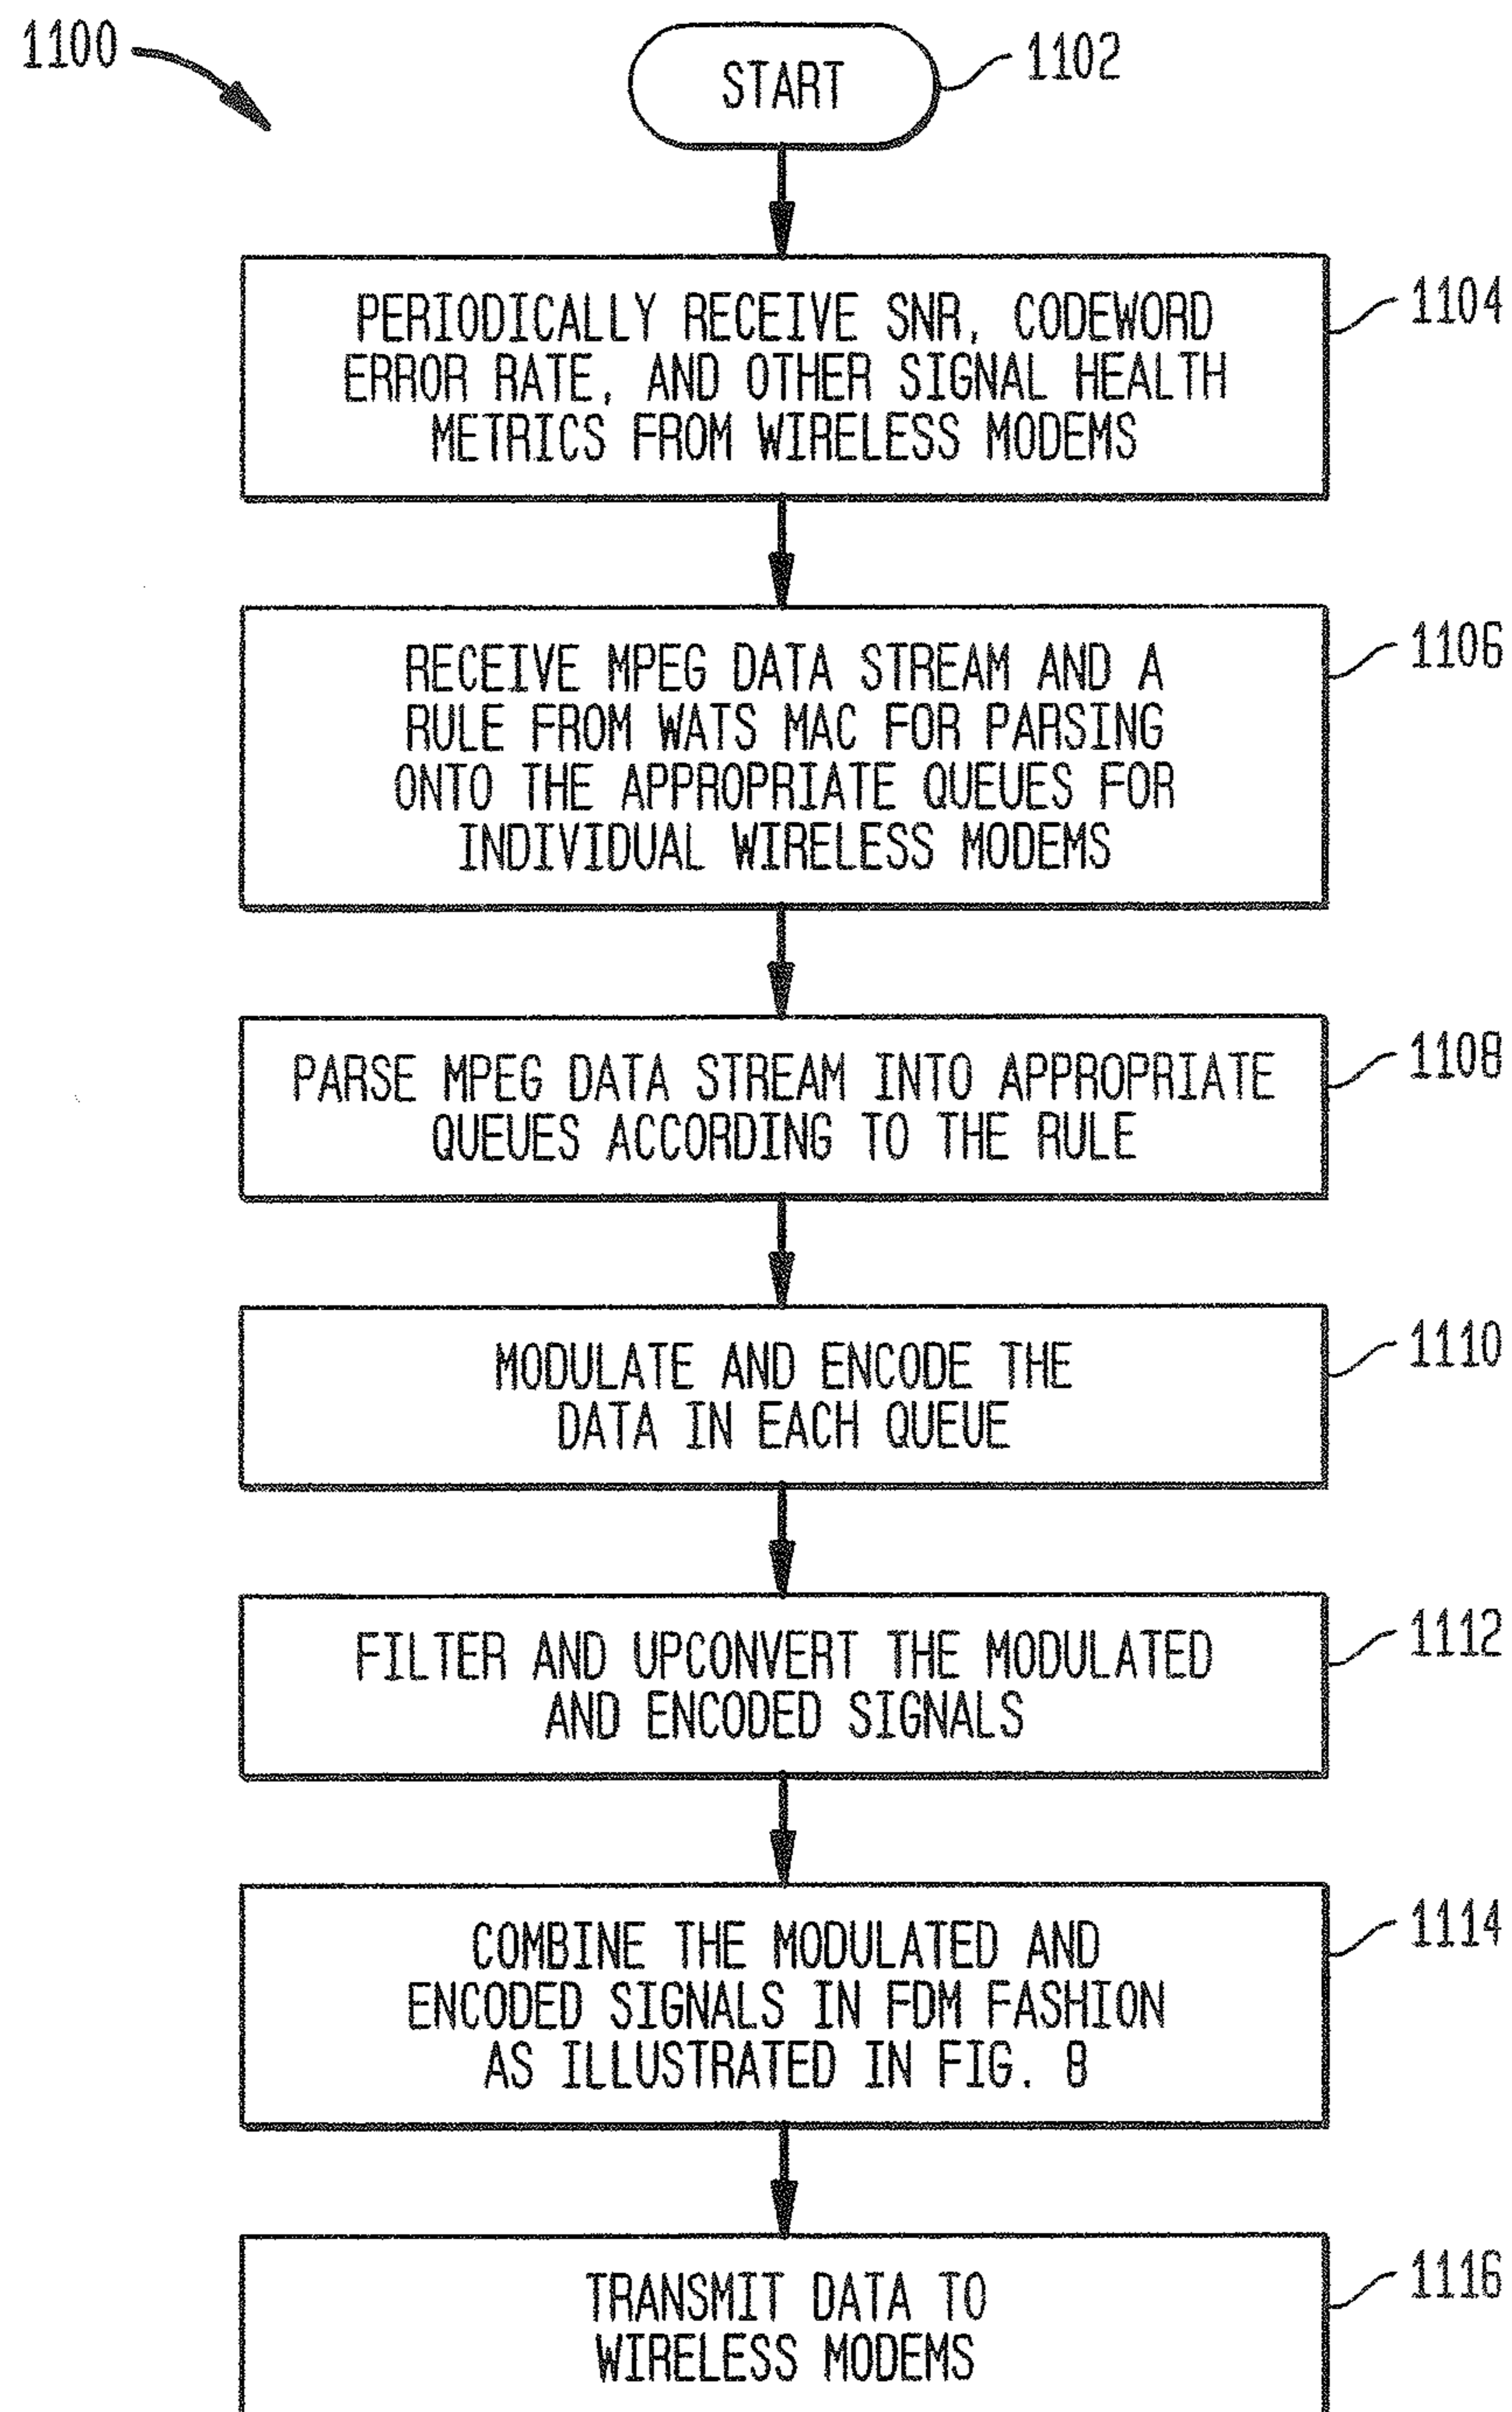 1100
START
1102
PERIODICALLY RECEIVE SNR, CODEWORD
ERROR RATE, AND OTHER SIGNAL HEALTH
METRICS FROM WIRELESS MODEMS
1104
RECEIVE MPEG DATA STREAM AND A
RULE FROM WATS MAC FOR PARSING
ONTO THE APPROPRIATE QUEUES FOR
INDIVIDUAL WIRELESS MODEMS
1106
PARSE MPEG DATA STREAM INTO APPROPRIATE
QUEUES ACCORDING TO THE RULE
1108
MODULATE AND ENCODE THE
DATA IN EACH QUEUE
1110
FILTER AND UPCONVERT THE MODULATED
AND ENCODED SIGNALS
1112
COMBINE THE MODULATED AND
ENCODED SIGNALS IN FDM FASHION
AS ILLUSTRATED IN FIG. 8
1114
TRANSMIT DATA TO
WIRELESS MODEMS
1116